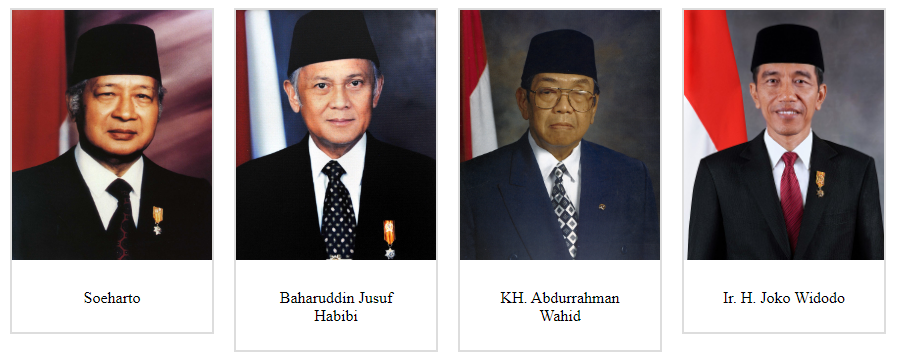 Soeharto
Baharuddin Jusuf
Habibi
KH. Abdurrahman
Wahid
Ir. H. Joko Widodo